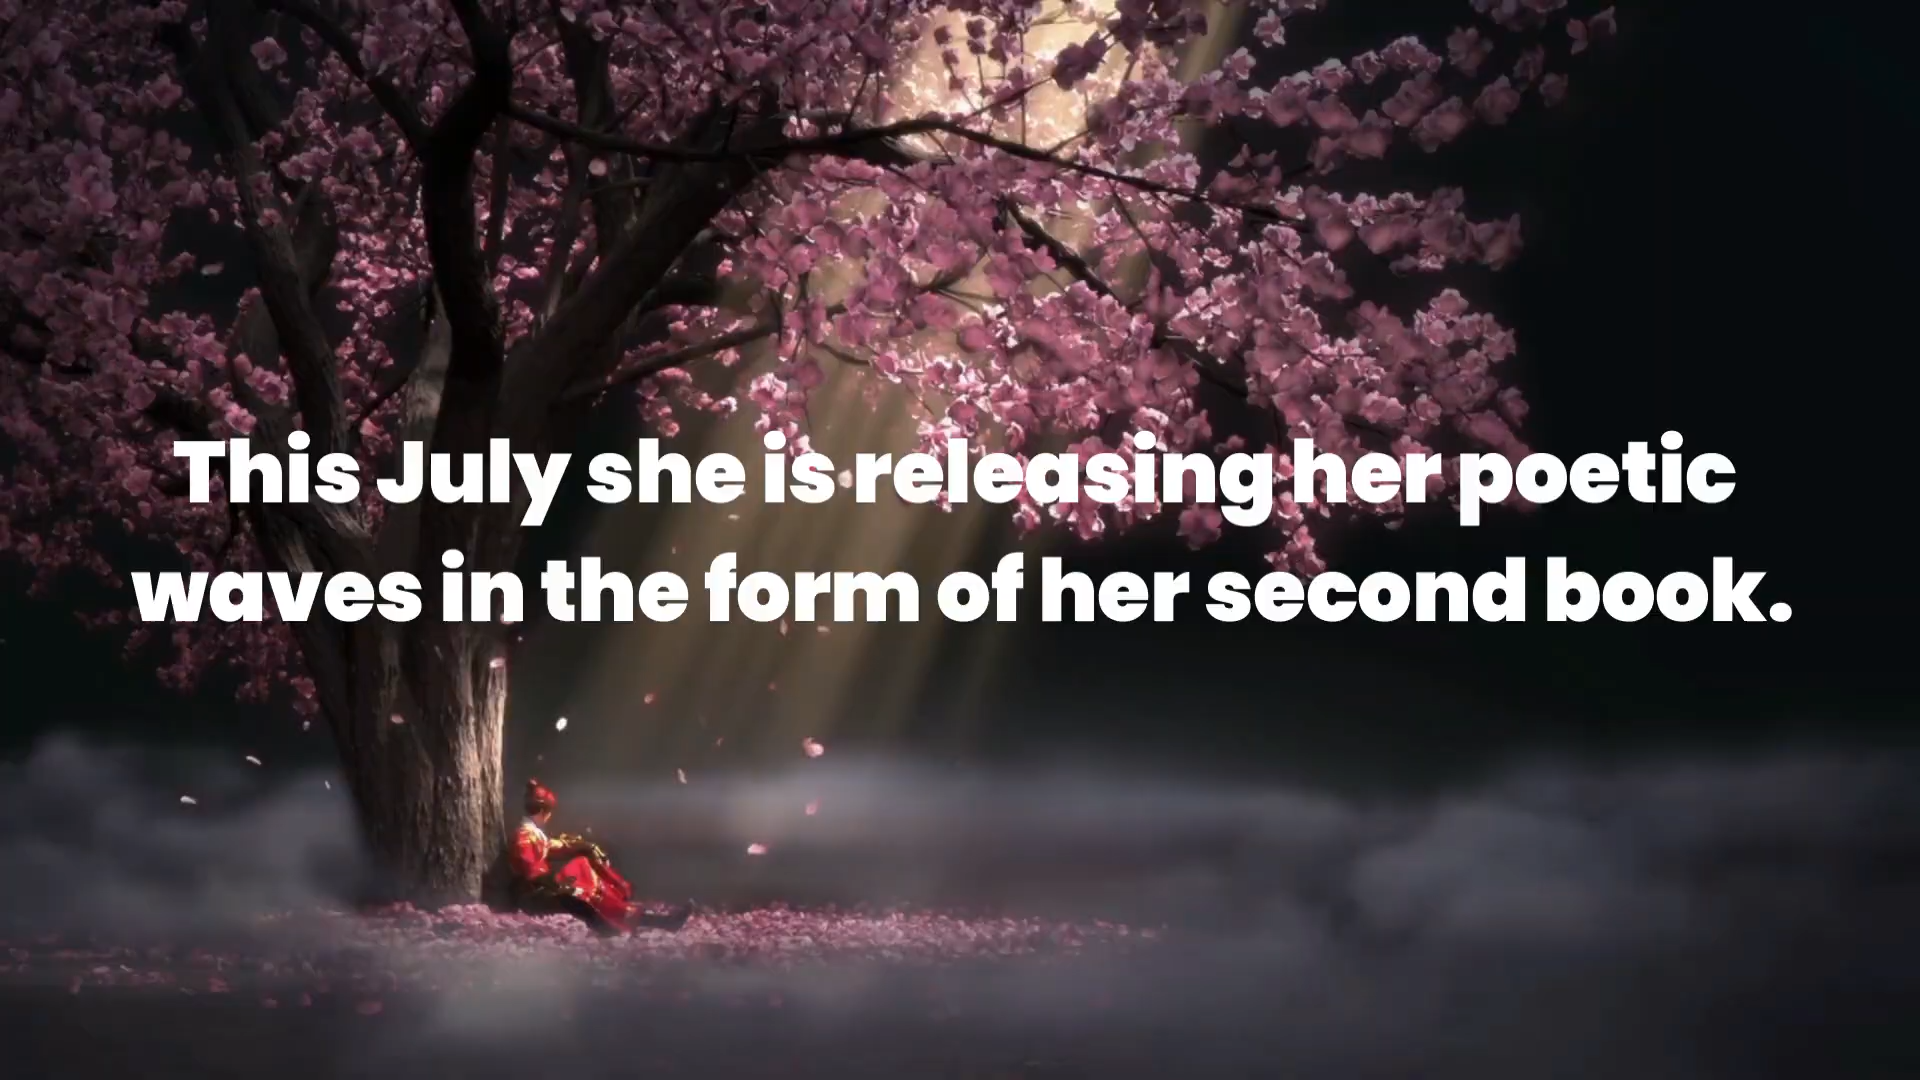 This July she is releasing her poetic
waves in the form of her second book.